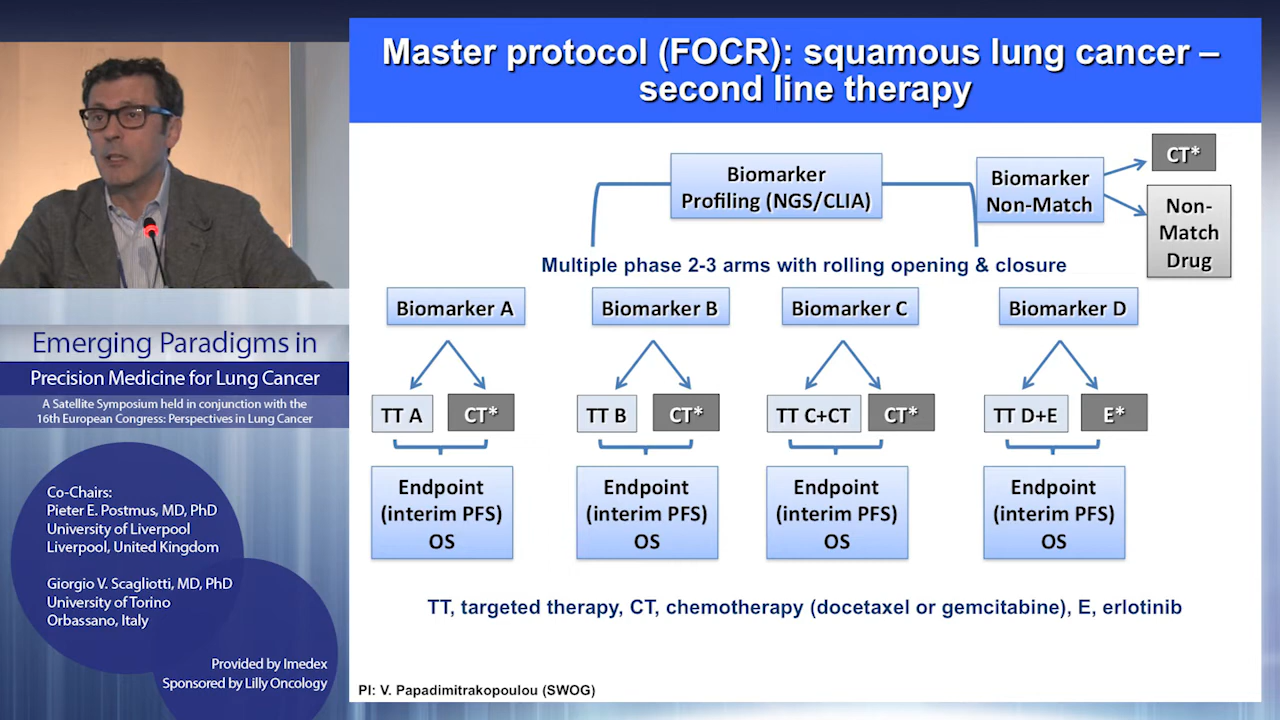 Master protocol (FOCR): squamous lung cancer –
second line therapy
Biomarker
Profiling (NGS/CLIA)
Biomarker
Non-Match
CT*
Non-
Match
Drug
Multiple phase 2-3 arms with rolling opening & closure
Biomarker A
Biomarker B
Biomarker C
Biomarker D
TT A
CT*
TT B
CT*
TT C+CT
CT*
TT D+E
E*
Endpoint
(interim PFS)
OS
Endpoint
(interim PFS)
OS
Endpoint
(interim PFS)
OS
Endpoint
(interim PFS)
OS
TT, targeted therapy, CT, chemotherapy (docetaxel or gemcitabine), E, erlotinib
PI: V. Papadimitrakopoulou (SWOG)
Emerging Paradigms in
Precision Medicine for Lung Cancer
A Satellite Symposium held in conjunction with the
16th European Congress: Perspectives in Lung Cancer
Co-Chairs:
Pieter E. Postmus, MD, PhD
University of Liverpool
Liverpool, United Kingdom
Giorgio V. Scagliotti, MD, PhD
University of Torino
Orbassano, Italy
Provided by Imedex
Sponsored by Lilly Oncology